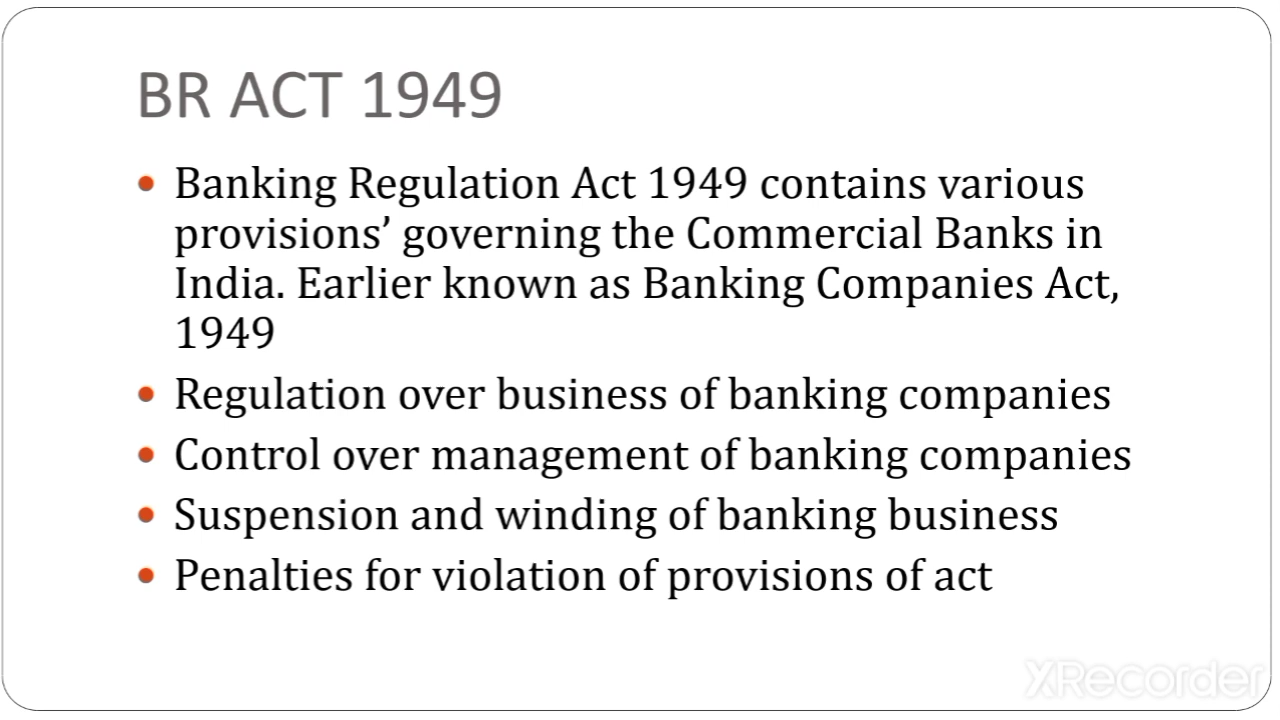 BR ACT 1949
Banking Regulation Act 1949 contains various
provisions’ governing the Commercial Banks in
India. Earlier known as Banking Companies Act,
1949
Regulation over business of banking companies
Control over management of banking companies
Suspension and winding of banking business
Penalties for violation of provisions of act
XRecorder